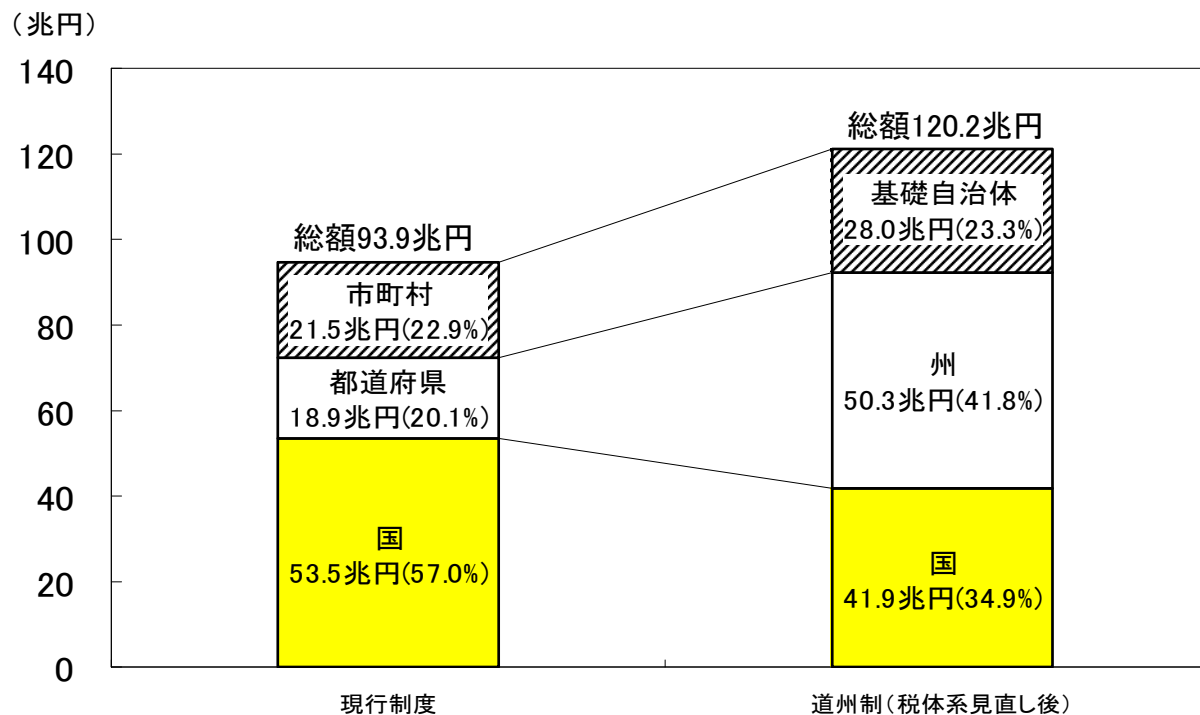 （兆円）
140
120
100
80
60
40
20
0
総額93.9兆円
市町村
21.5兆円(22.9%)
都道府県
18.9兆円(20.1%)
国
53.5兆円(57.0%)
総額120.2兆円
基礎自治体
28.0兆円(23.3%)
州
50.3兆円(41.8%)
国
41.9兆円(34.9%)
現行制度
道州制（税体系見直し後）